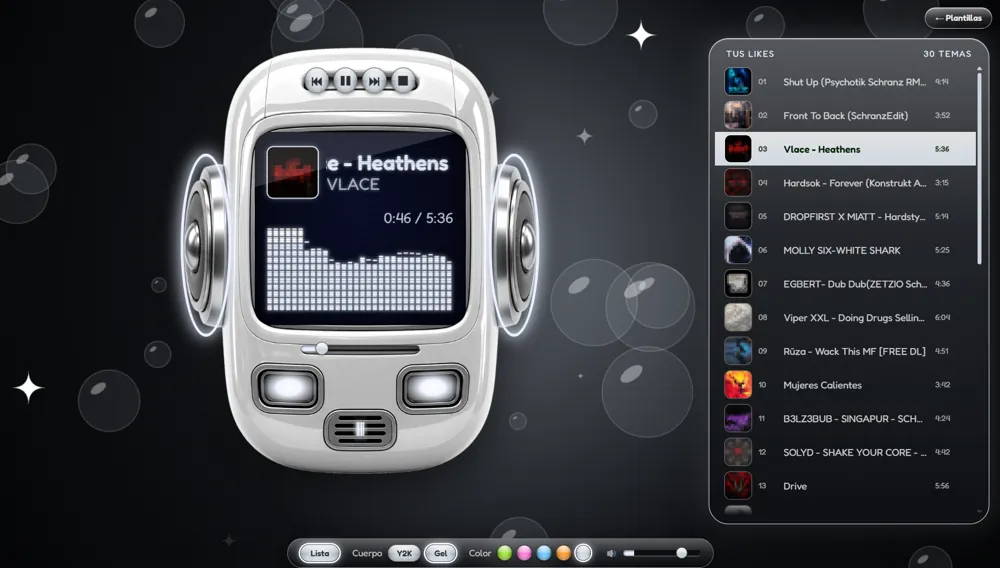 ← Plantillas
e - Heathens
VLACE
0:46 / 5:36
TUS LIKES 30 TEMAS
01 Shut Up (Psychotik Schranz RM... 4:14
02 Front To Back (SchranzEdit) 3:52
03 Vlace - Heathens 5:36
04 Hardsok - Forever (Konstrukt A... 3:15
05 DROPFIRST X MIATT - Hardsty... 5:14
06 MOLLY SIX-WHITE SHARK 5:25
07 EGBERT- Dub Dub(ZETZIO Sch... 4:36
08 Viper XXL - Doing Drugs Sellin... 6:04
09 Rüza - Wack This MF [FREE DL] 4:51
10 Mujeres Calientes 3:42
11 B3LZ3BUB - SINGAPUR - SCH... 4:24
12 SOLYD - SHAKE YOUR CORE - ... 4:42
13 Drive 5:56
Lista Cuerpo Y2K Gel Color